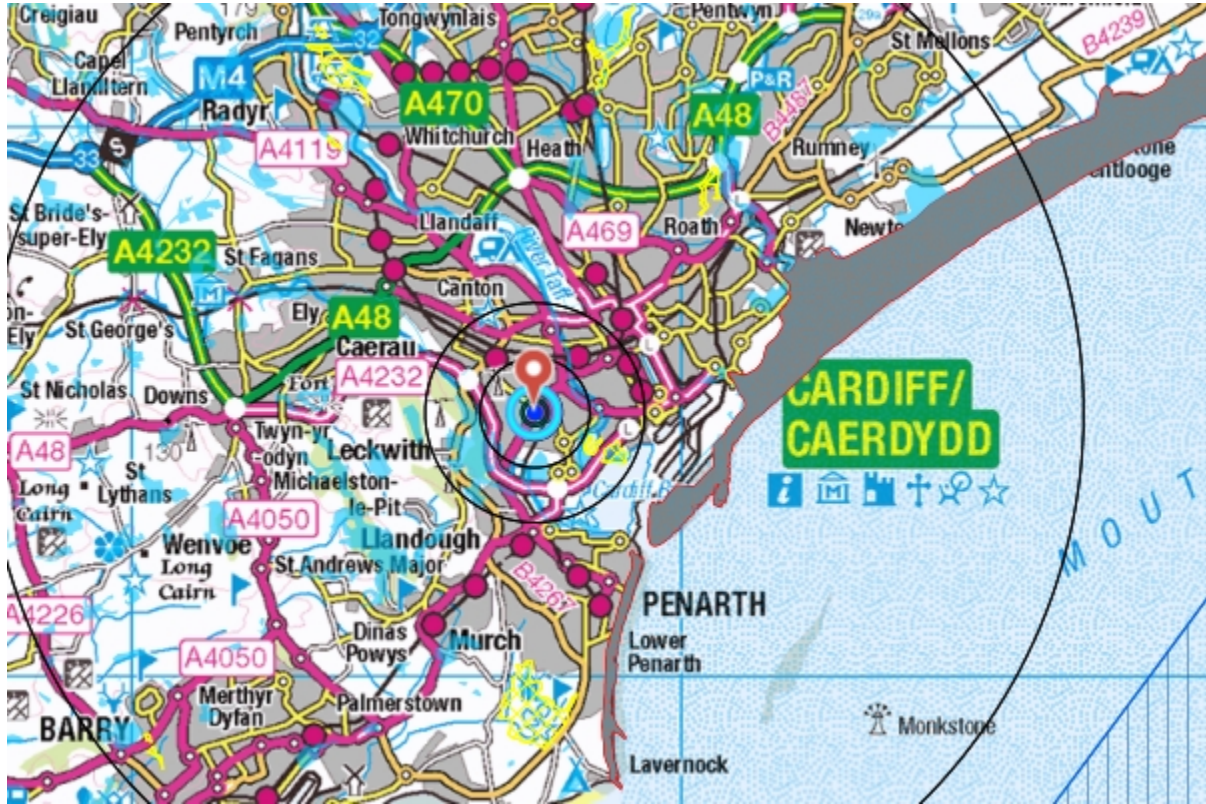 Creigiau
179
Tongwynlais
Pentwyn
29a
Pentyrch
32
St Mellons
B4239
Capel
Llanilltern
M4
P&R
Radyr
A470
A48
B4487
Whitchurch
Heath
A4119
Rumney
33
S
St Bride's-
super-Ely
Llandaff
A469
Roath
A4232
St Fagans
River Taff
Canton
M
Ely
A48
St George's
Caerau
L
St Nicholas
Downs
Fort
A4232
CARDIFF/
CAERDYDD
A48
130
Twyn-yr
-odyn
Leckwith
L
St
Lythans
Long
Cairn
Michaelston-
le-Pit
i
M
A4050
Llandough
Wenvoe
Long
Cairn
St Andrews Major
M O U T
B4267
A4226
PENARTH
Dinas
Powys
Murch
Lower
Penarth
A4050
Merthyr
Dyfan
Palmerstown
BARRY
Monkstone
Lavernock